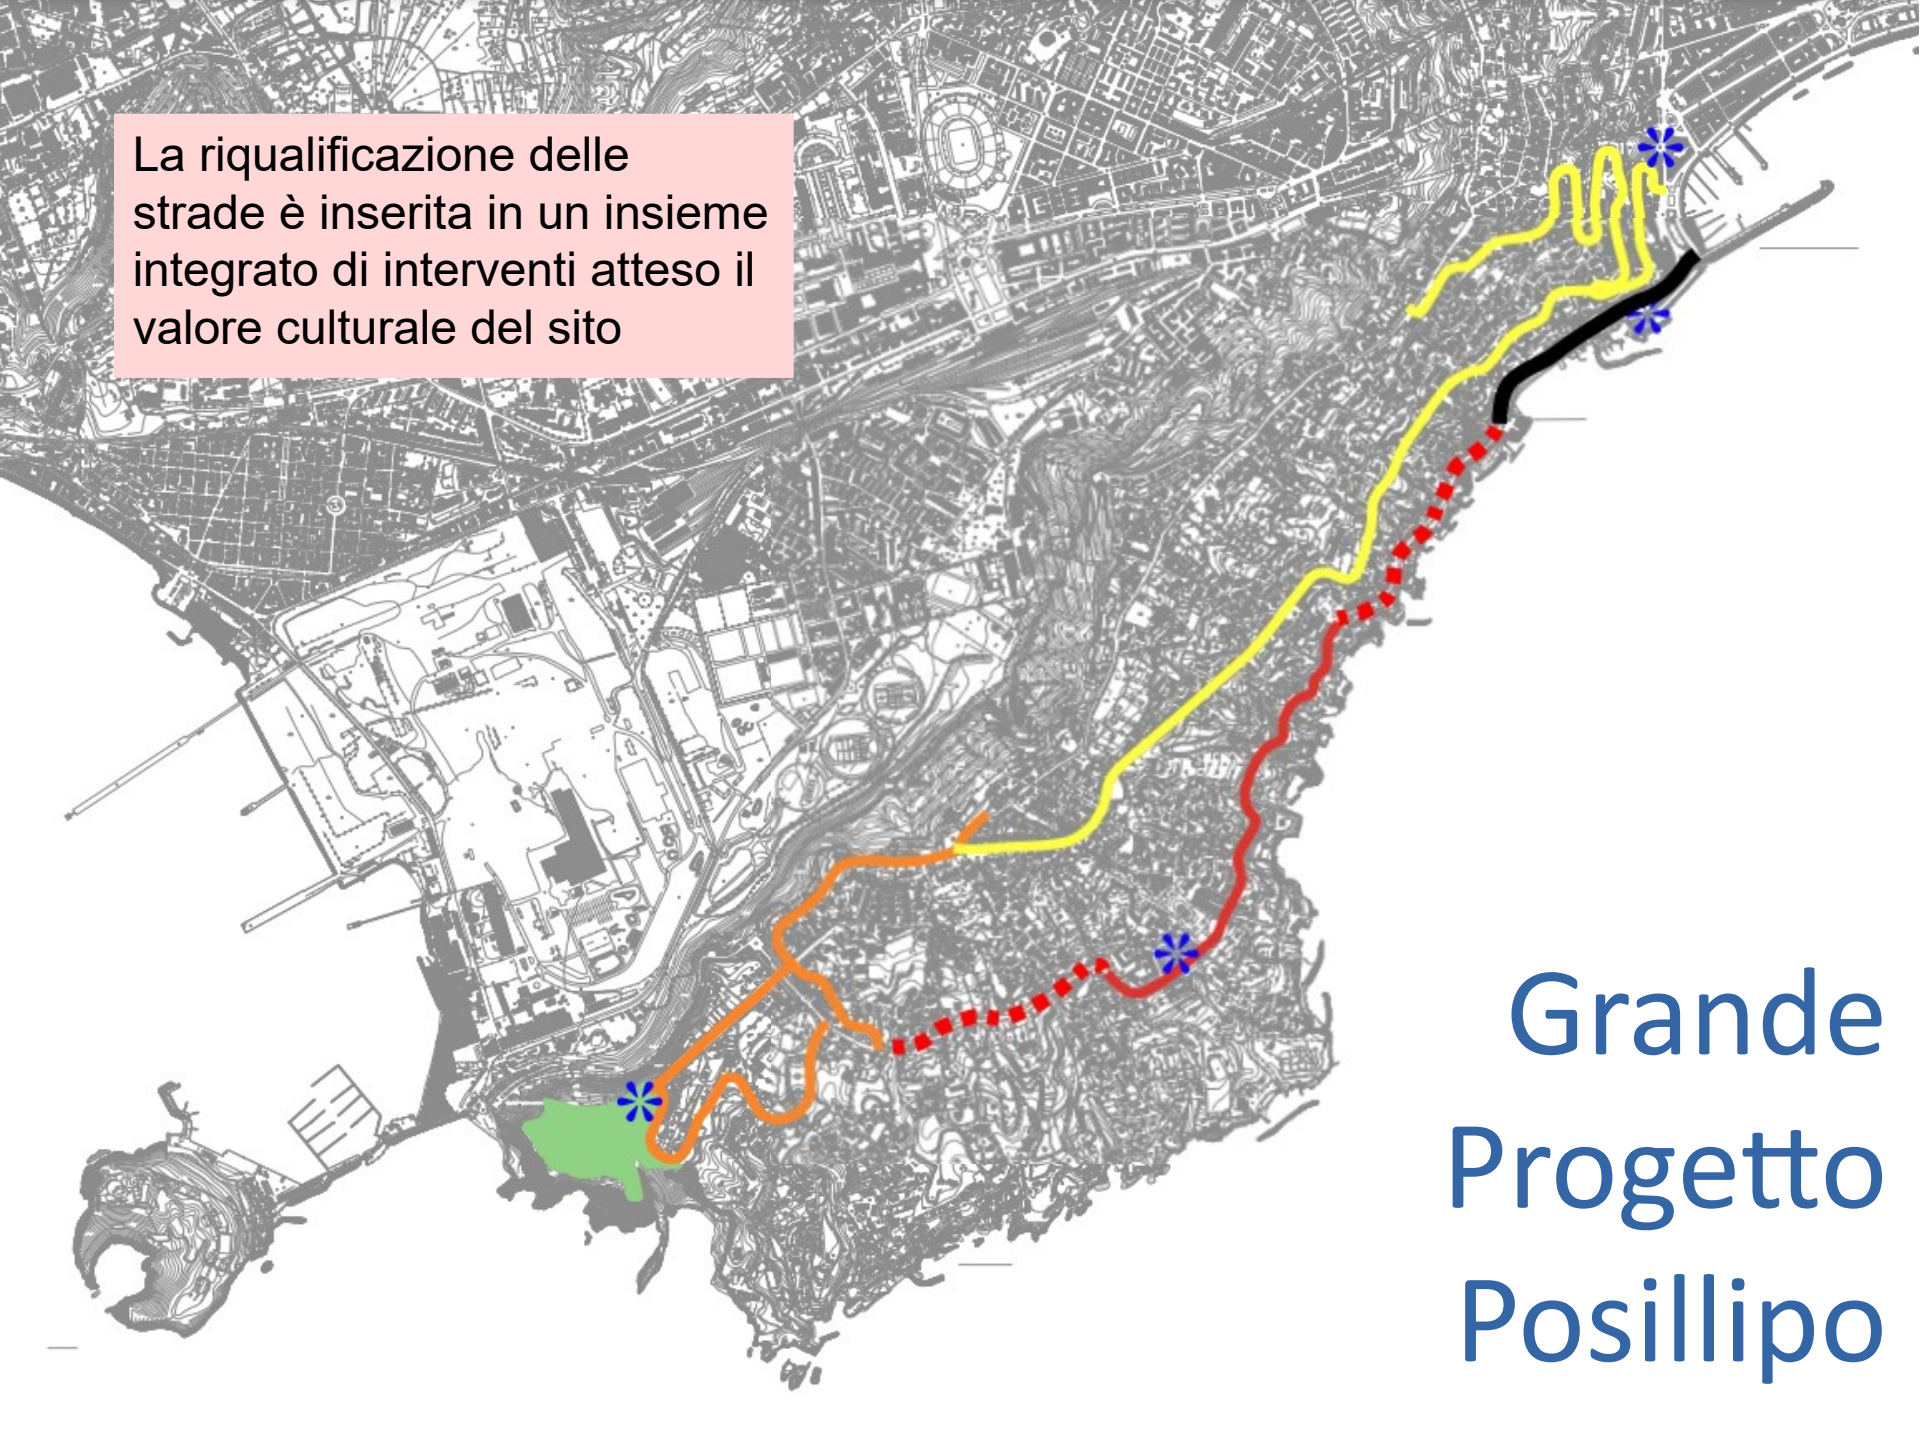 La riqualificazione delle
strade è inserita in un insieme
integrato di interventi atteso il
valore culturale del sito
Grande
Progetto
Posillipo